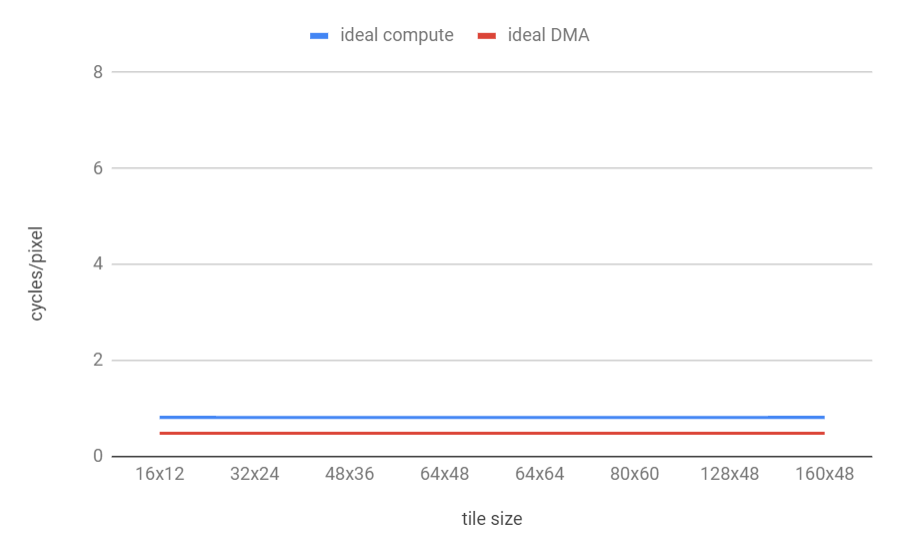 ideal compute ideal DMA
8
6
4
2
0
cycles/pixel
16x12 32x24 48x36 64x48 64x64 80x60 128x48 160x48
tile size